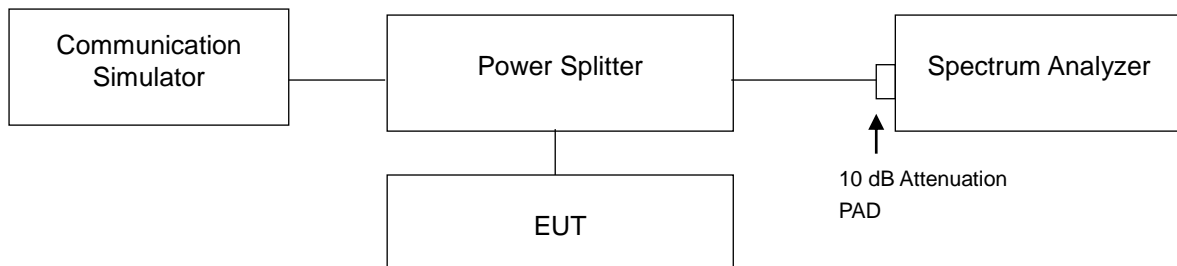 Communication
Simulator
Power Splitter
Spectrum Analyzer
10 dB Attenuation
PAD
EUT